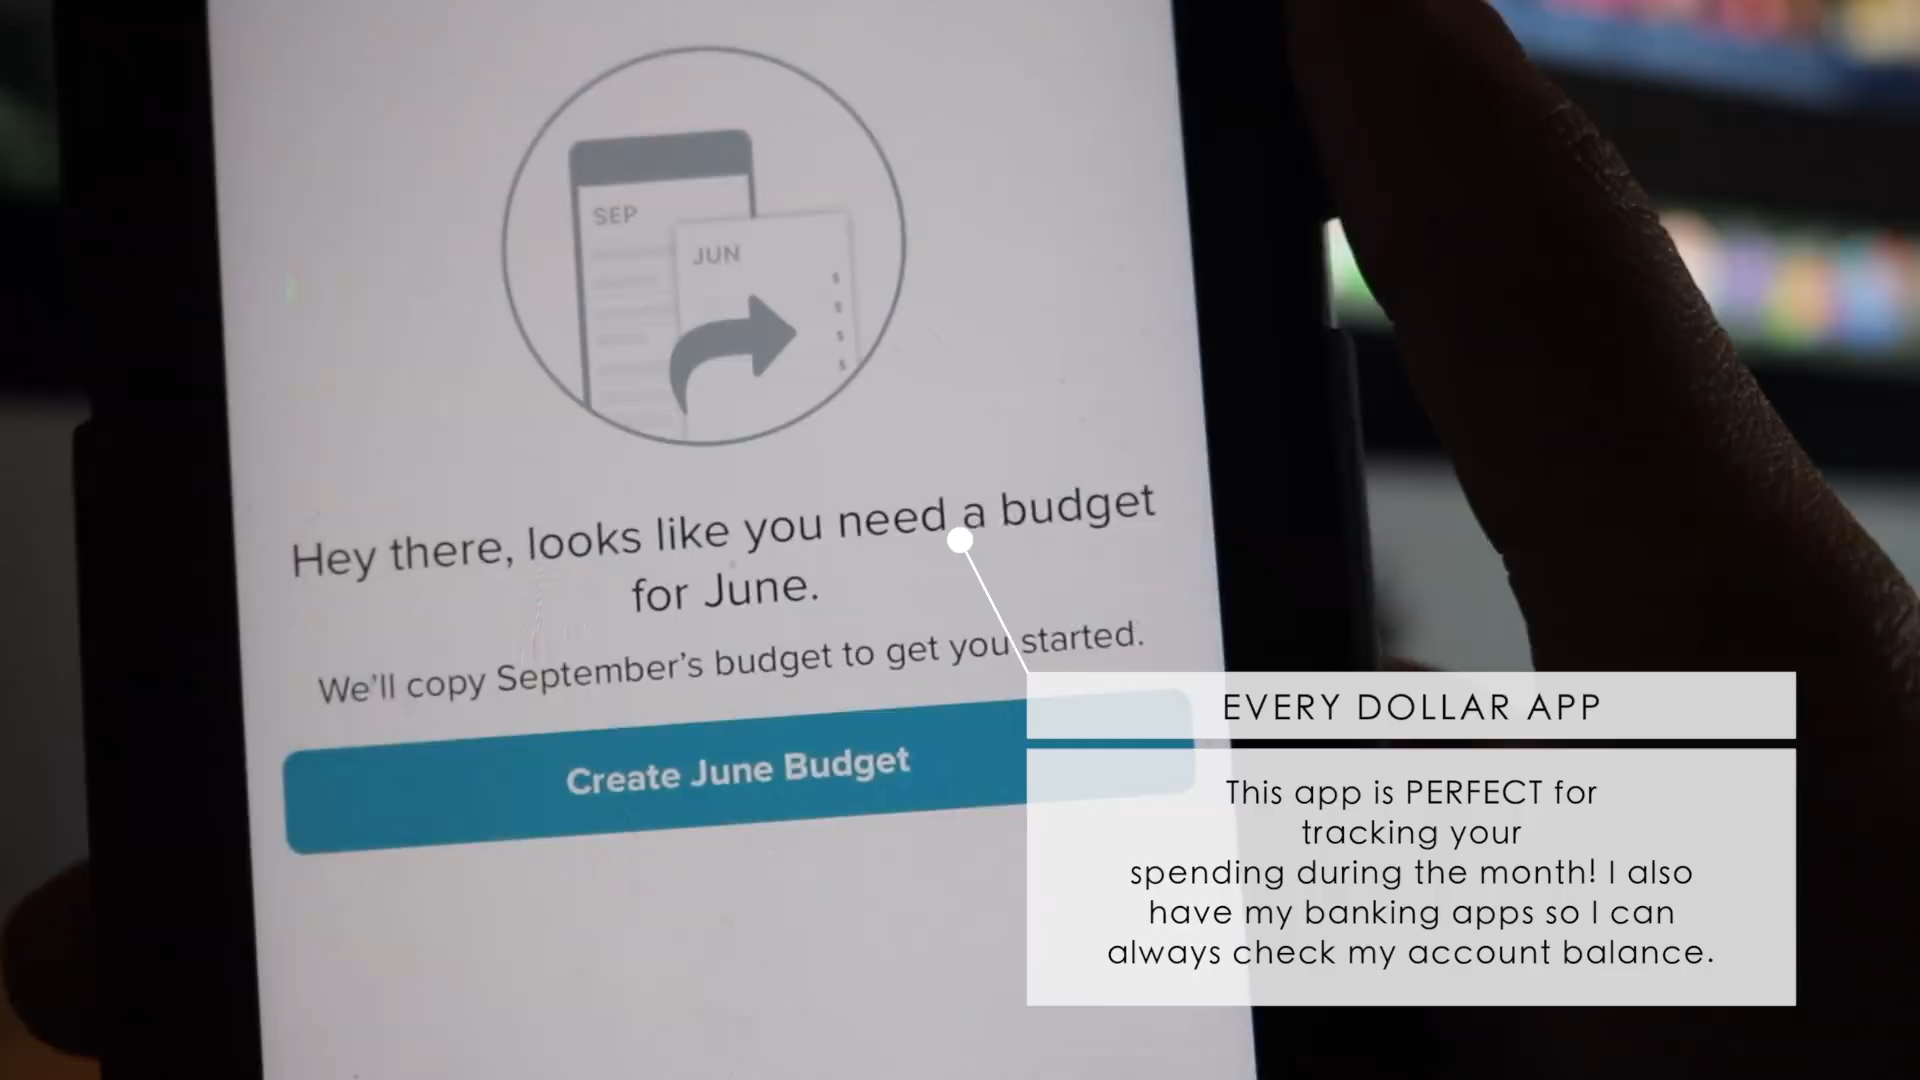 SEP
JUN
Hey there, looks like you need a budget
for June.
We'll copy September's budget to get you started.
Create June Budget
EVERY DOLLAR APP
This app is PERFECT for
tracking your
spending during the month! I also
have my banking apps so I can
always check my account balance.